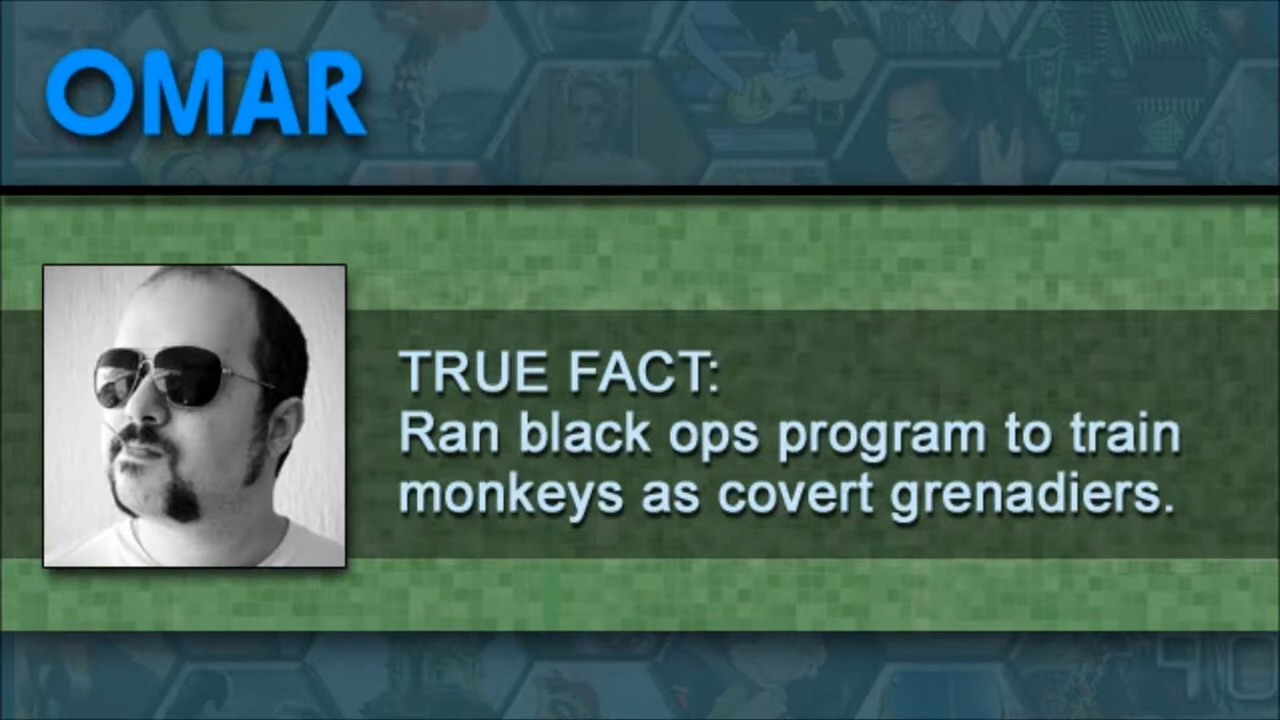 OMAR
TRUE FACT:
Ran black ops program to train
monkeys as covert grenadiers.